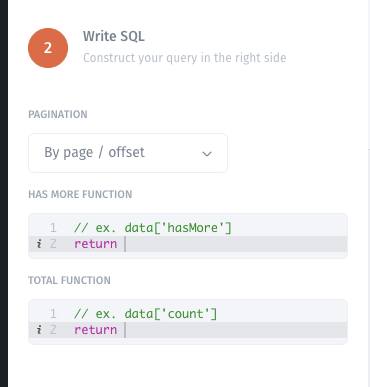 2
Write SQL
Construct your query in the right side
PAGINATION
By page / offset
HAS MORE FUNCTION
1 // ex. data['hasMore']
i 2 return
TOTAL FUNCTION
1 // ex. data['count']
i 2 return